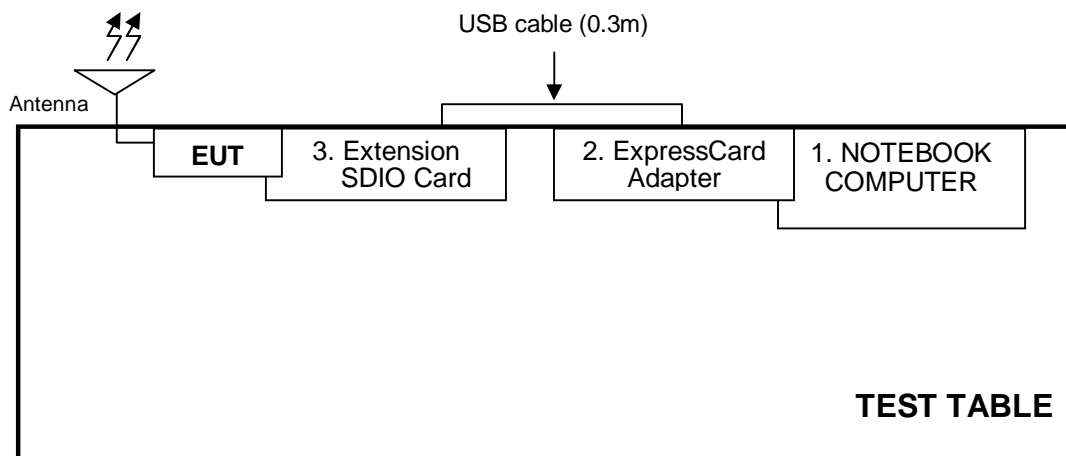 USB cable (0.3m)
Antenna
EUT
3. Extension
SDIO Card
2. ExpressCard
Adapter
1. NOTEBOOK
COMPUTER
TEST TABLE